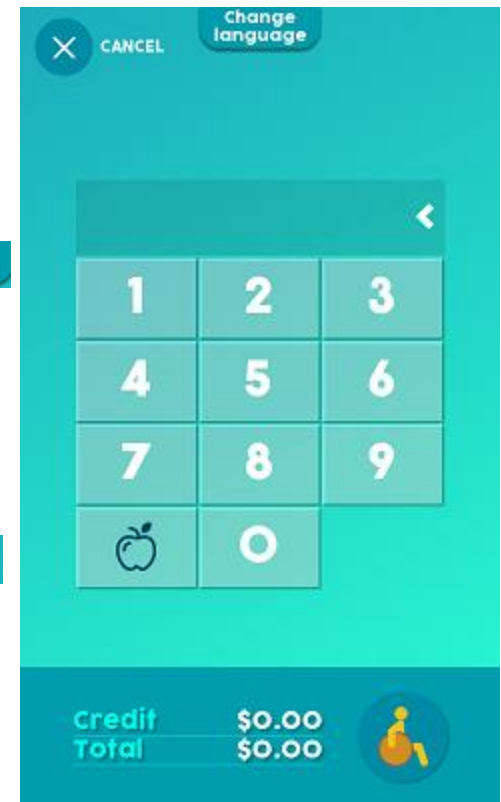 CANCEL
Change
language
1 2 3
4 5 6
7 8 9
0
Credit $0.00
Total $0.00